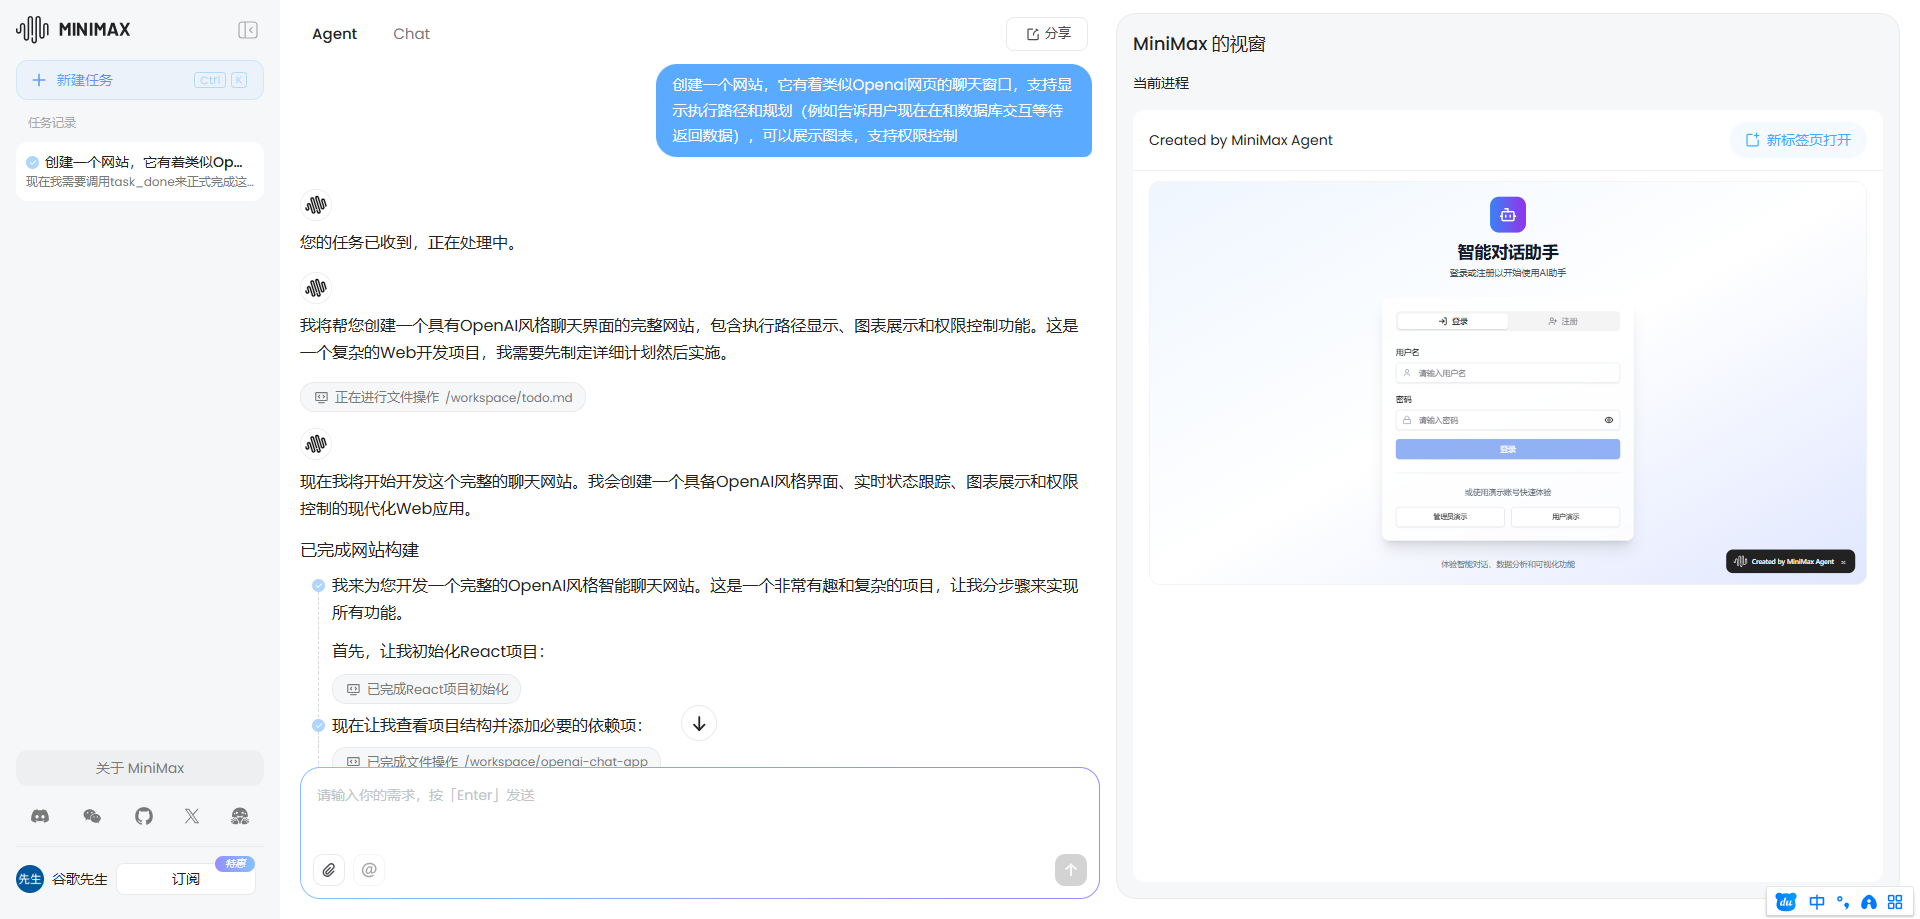 MINIMAX
新建任务
Ctrl K
任务记录
创建一个网站，它有着类似Op...
现在我需要调用task_done来正式完成这...
关于 MiniMax
先生
谷歌先生
订阅
特惠
Agent
Chat
分享
创建一个网站，它有着类似Openai网页的聊天窗口，支持显
示执行路径和规划（例如告诉用户现在在和数据库交互等待
返回数据），可以展示图表，支持权限控制
您的任务已收到，正在处理中。
我将帮您创建一个具有OpenAI风格聊天界面的完整网站，包含执行路径显示、图表展示和权限控制功能。这是
一个复杂的Web开发项目，我需要先制定详细计划然后实施。
正在进行文件操作 /workspace/todo.md
现在我将开始开发这个完整的聊天网站。我会创建一个具备OpenAI风格界面、实时状态跟踪、图表展示和权限
控制的现代化Web应用。
已完成网站构建
我来为您开发一个完整的OpenAI风格智能聊天网站。这是一个非常有趣和复杂的项目，让我分步骤来实现
所有功能。
首先，让我初始化React项目：
已完成React项目初始化
现在让我查看项目结构并添加必要的依赖项：
已完成文件操作 /workspace/openai-chat-app
请输入你的需求，按「Enter」发送
@
MiniMax 的视窗
当前进程
Created by MiniMax Agent
新标签页打开
智能对话助手
登录或注册以开始使用AI助手
登录
注册
用户名
请输入用户名
密码
请输入密码
登录
或使用演示账号快速体验
管理员演示
用户演示
体验智能对话、数据分析和可视化功能
Created by MiniMax Agent
du 中